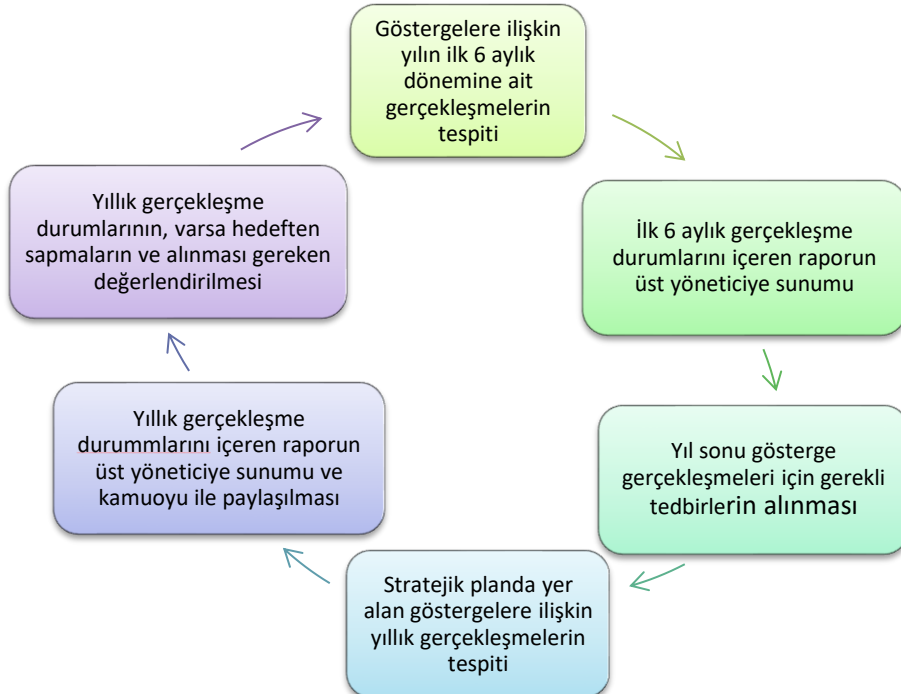 Göstergelere ilişkin
yılın ilk 6 aylık
dönemine ait
gerçekleşmelerin
tespiti
İlk 6 aylık gerçekleşme
durumlarını içeren raporun
üst yöneticiye sunumu
Yıl sonu gösterge
gerçekleşmeleri için gerekli
tedbirlerin alınması
Stratejik planda yer
alan göstergelere ilişkin
yıllık gerçekleşmelerin
tespiti
Yıllık gerçekleşme
durummlarını içeren raporun
üst yöneticiye sunumu ve
kamuoyu ile paylaşılması
Yıllık gerçekleşme
durumlarının, varsa hedeften
sapmaların ve alınması gereken
değerlendirilmesi